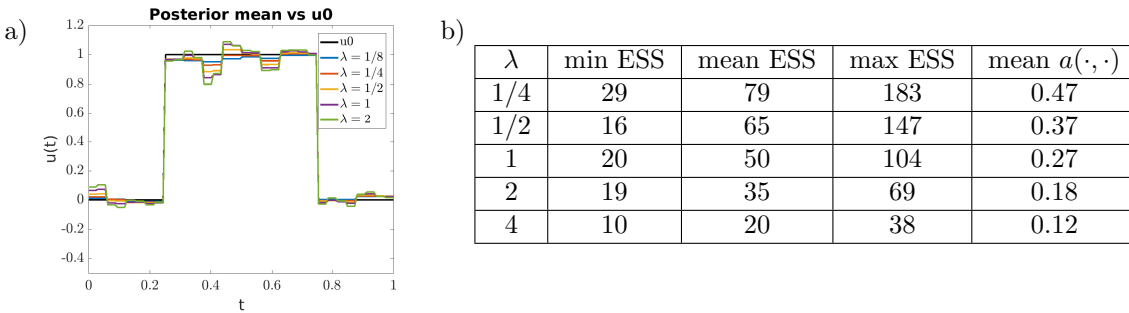 a)
Posterior mean vs u0
1.2
1
0.8
0.6
0.4
0.2
0
-0.2
-0.4
0 0.2 0.4 0.6 0.8 1
t
u(t)
u0
λ = 1/8
λ = 1/4
λ = 1/2
λ = 1
λ = 2
b)
λ min ESS mean ESS max ESS mean a(·, ·)
1/4 29 79 183 0.47
1/2 16 65 147 0.37
1 20 50 104 0.27
2 19 35 69 0.18
4 10 20 38 0.12